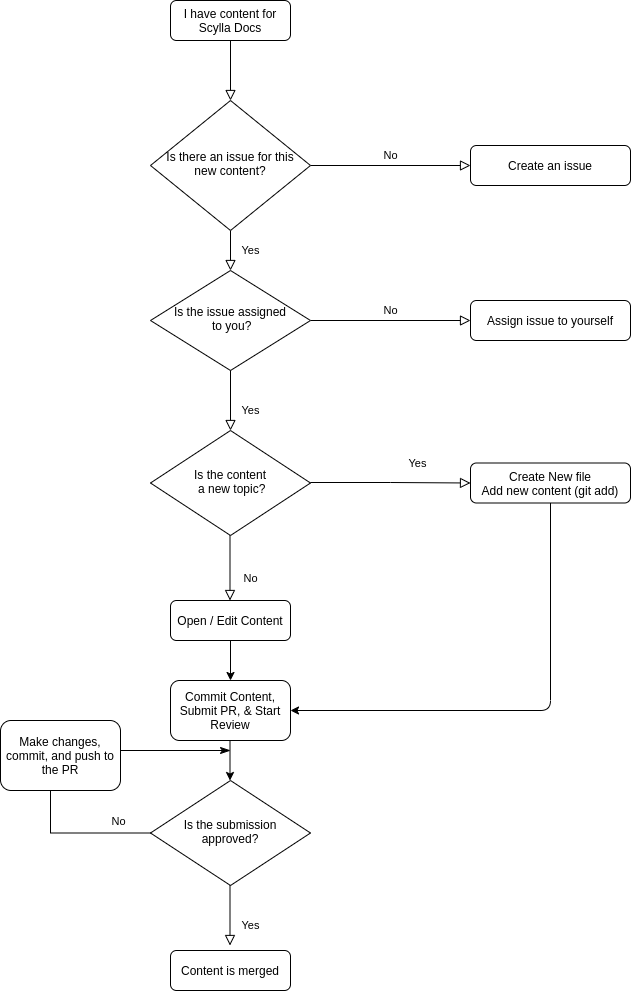 I have content for
Scylla Docs
Is there an issue for this
new content?
No
Create an issue
Yes
Is the issue assigned
to you?
No
Assign issue to yourself
Yes
Is the content
a new topic?
Yes
Create New file
Add new content (git add)
No
Open / Edit Content
Commit Content,
Submit PR, & Start
Review
Make changes,
commit, and push to
the PR
No
Is the submission
approved?
Yes
Content is merged